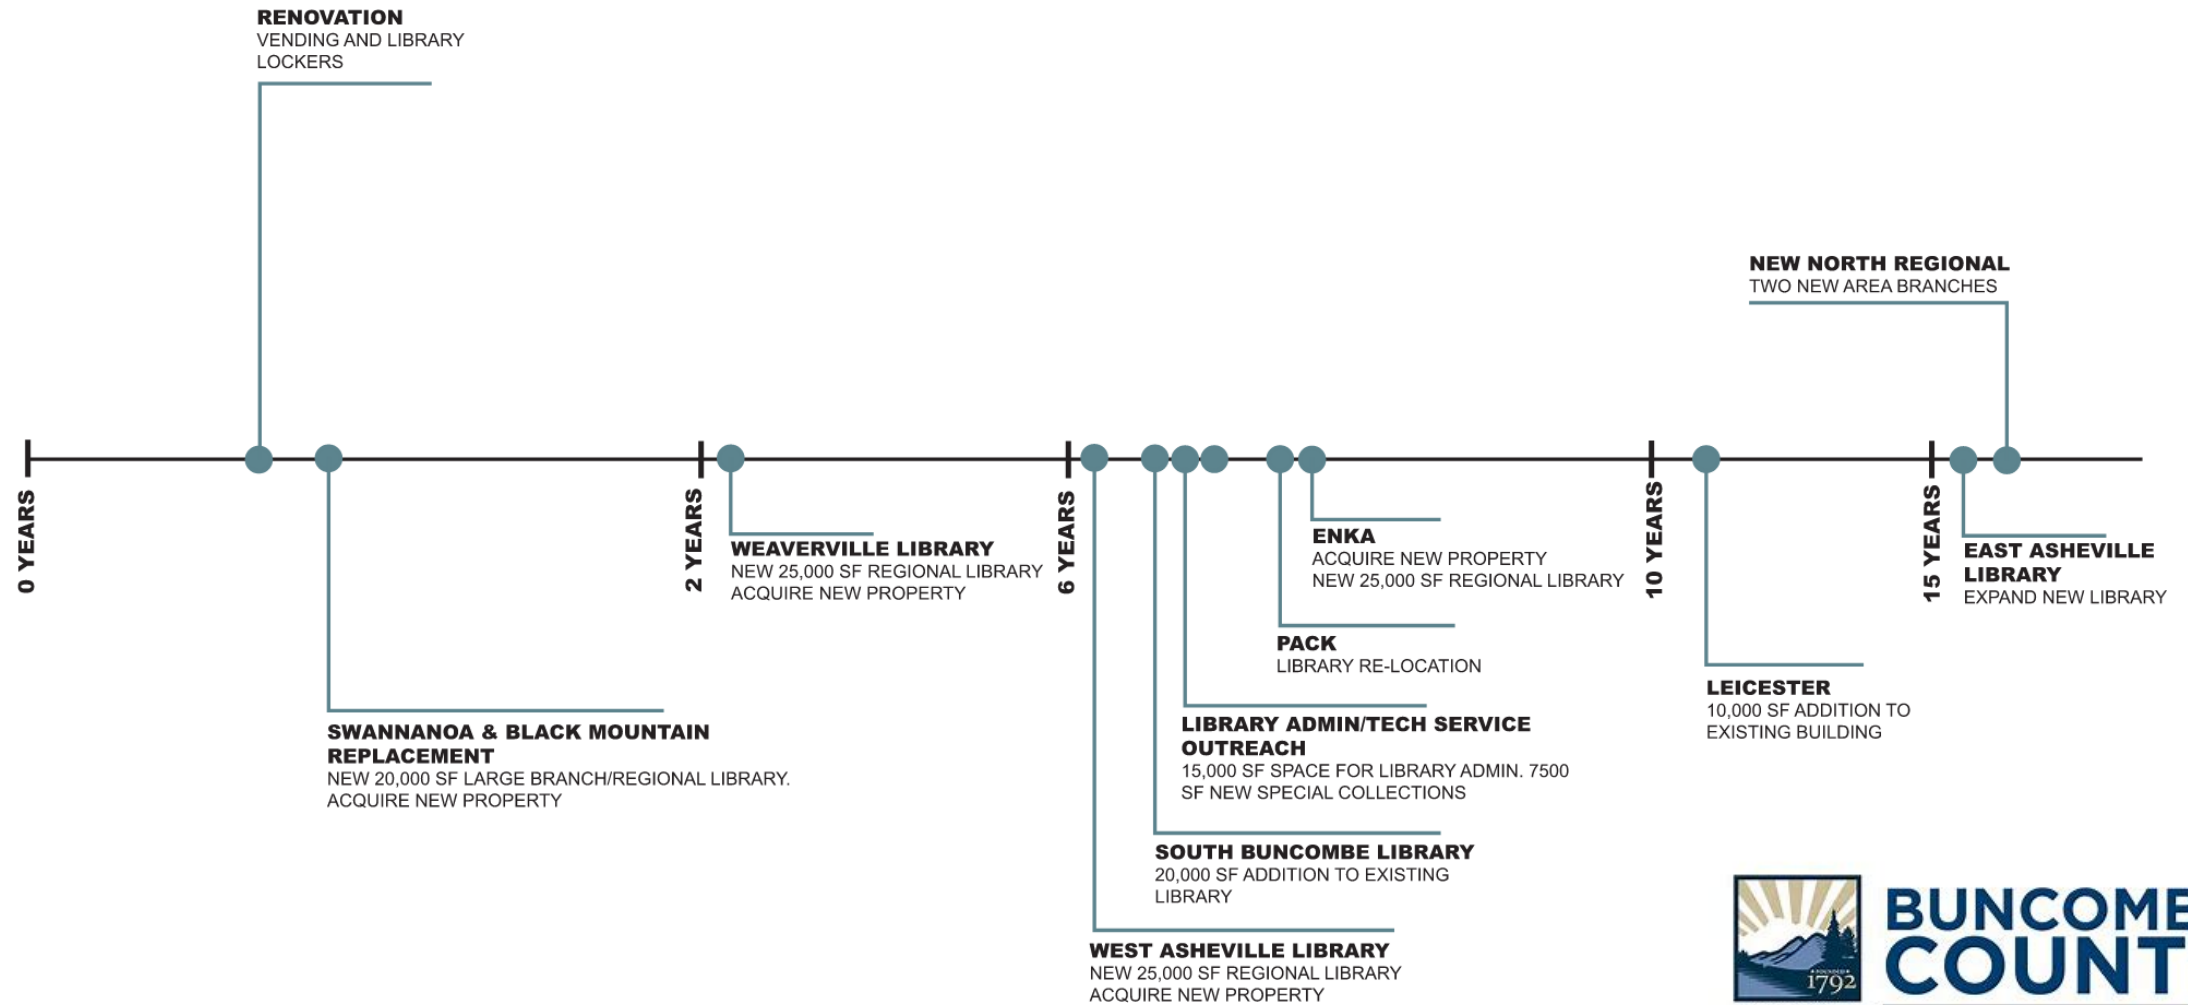 RENOVATION
VENDING AND LIBRARY
LOCKERS
NEW NORTH REGIONAL
TWO NEW AREA BRANCHES
0 YEARS
2 YEARS
6 YEARS
10 YEARS
15 YEARS
SWANNANOA & BLACK MOUNTAIN
REPLACEMENT
NEW 20,000 SF LARGE BRANCH/REGIONAL LIBRARY.
ACQUIRE NEW PROPERTY
WEAVERVILLE LIBRARY
NEW 25,000 SF REGIONAL LIBRARY
ACQUIRE NEW PROPERTY
ENKA
ACQUIRE NEW PROPERTY
NEW 25,000 SF REGIONAL LIBRARY
PACK
LIBRARY RE-LOCATION
LIBRARY ADMIN/TECH SERVICE
OUTREACH
15,000 SF SPACE FOR LIBRARY ADMIN. 7500
SF NEW SPECIAL COLLECTIONS
SOUTH BUNCOMBE LIBRARY
20,000 SF ADDITION TO EXISTING
LIBRARY
WEST ASHEVILLE LIBRARY
NEW 25,000 SF REGIONAL LIBRARY
ACQUIRE NEW PROPERTY
LEICESTER
10,000 SF ADDITION TO
EXISTING BUILDING
EAST ASHEVILLE
LIBRARY
EXPAND NEW LIBRARY
FOUNDED
1792
BUNCOMB
COUNT